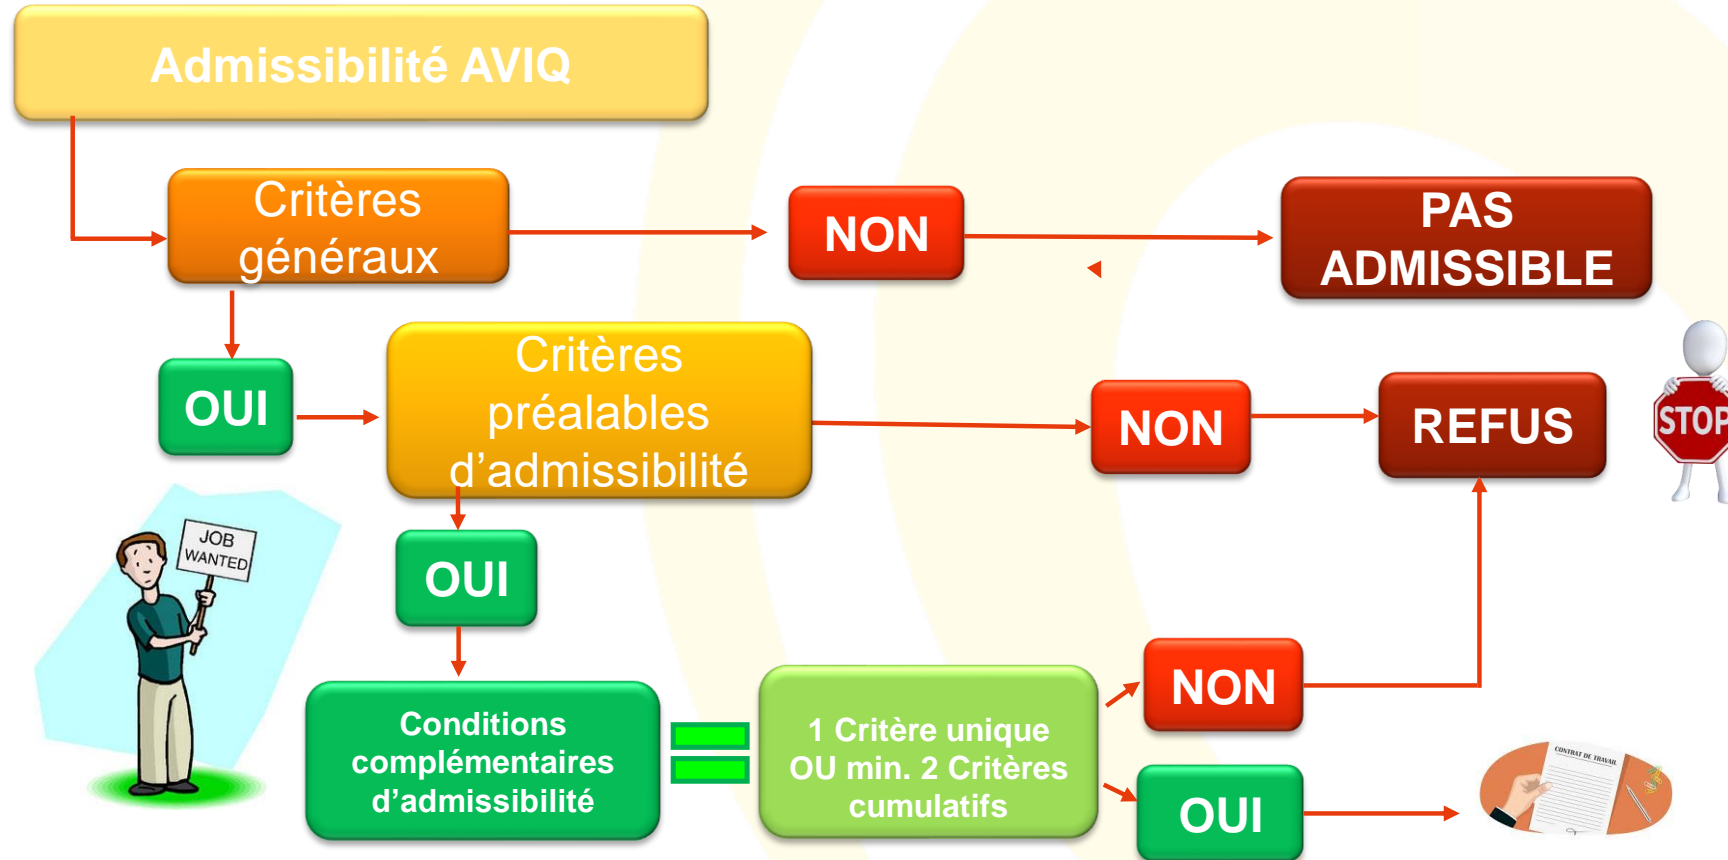 Admissibilité AVIQ
Critères
généraux
NON
PAS
ADMISSIBLE
OUI
Critères
préalables
d’admissibilité
NON
REFUS
STOP
JOB
WANTED
OUI
Conditions
complémentaires
d’admissibilité
1 Critère unique
OU min. 2 Critères
cumulatifs
NON
OUI
CONTRAT DE TRAVAIL